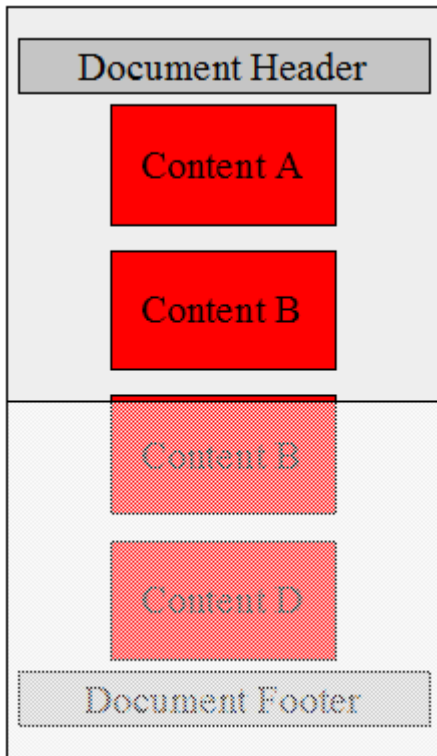 Document Header
Content A
Content B
Content B
Content D
Document Footer